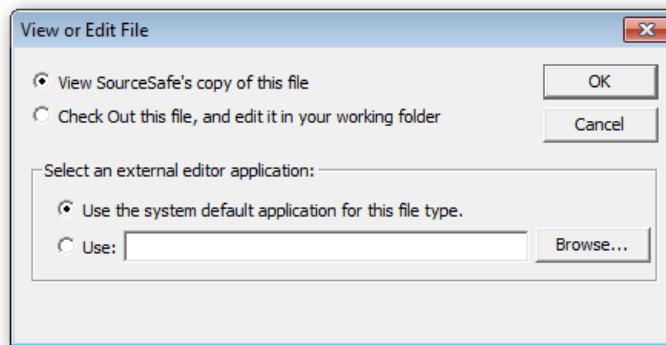 View or Edit File
View SourceSafe's copy of this file
OK
Check Out this file, and edit it in your working folder
Cancel
Select an external editor application:
Use the system default application for this file type.
Use:
Browse...